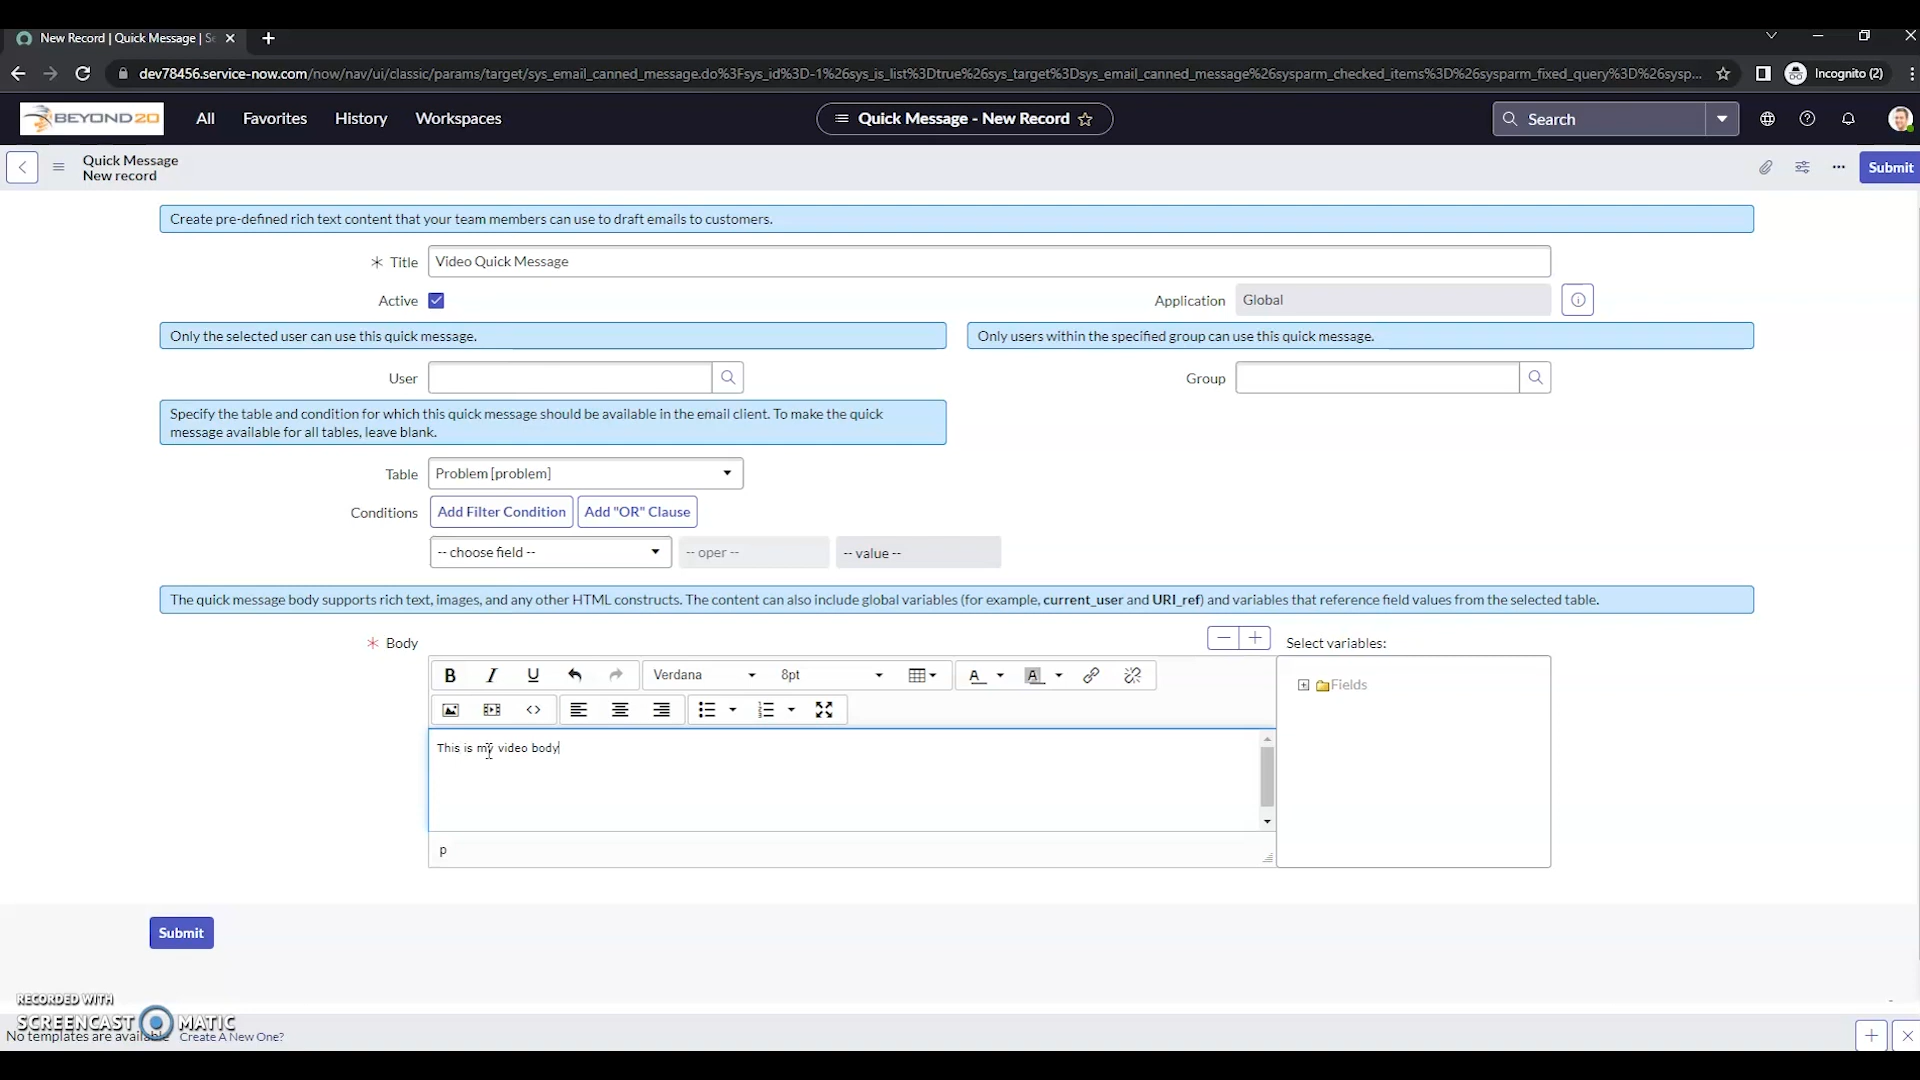 New Record | Quick Message | Se
dev78456.service-now.com/now/nav/ui/classic/params/target/sys_email_canned_message.do%3Fsys_id%3D-1%26sys_is_list%3Dtrue%26sys_target%3Dsys_email_canned_message%26sysparm_checked_items%3D%26sysparm_fixed_query%3D%26sysp...
Incognito (2)
BEYOND20
All
Favorites
History
Workspaces
Quick Message - New Record
Search
Quick Message
New record
Submit
Create pre-defined rich text content that your team members can use to draft emails to customers.
Title
Video Quick Message
Active
Application
Global
Only the selected user can use this quick message.
Only users within the specified group can use this quick message.
User
Group
Specify the table and condition for which this quick message should be available in the email client. To make the quick
message available for all tables, leave blank.
Table
Problem [problem]
Conditions
Add Filter Condition
Add "OR" Clause
-- choose field --
-- oper --
-- value --
The quick message body supports rich text, images, and any other HTML constructs. The content can also include global variables (for example, current_user and URI_ref) and variables that reference field values from the selected table.
Body
Select variables:
B I U Verdana 8pt A A
Fields
This is my video body
p
Submit
RECORDED WITH
SCREENCAST MATIC
No templates are available Create A New One?